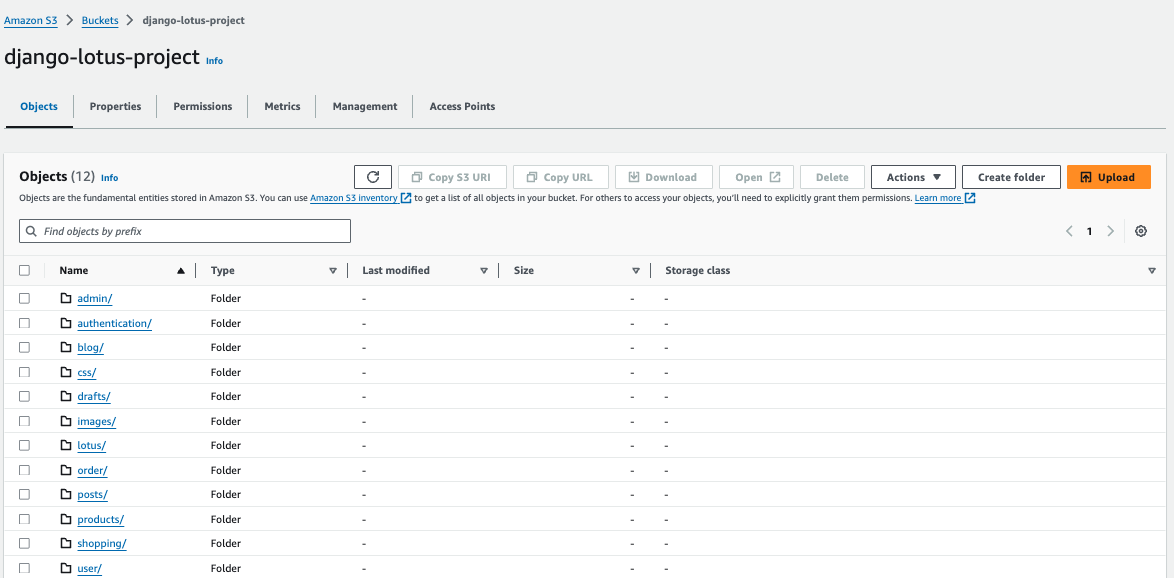 Amazon S3 > Buckets > django-lotus-project
django-lotus-project Info
Objects Properties Permissions Metrics Management Access Points
Objects (12) Info Copy S3 URI Copy URL Download Open Delete Actions Create folder Upload
Objects are the fundamental entities stored in Amazon S3. You can use Amazon S3 inventory to get a list of all objects in your bucket. For others to access your objects, you'll need to explicitly grant them permissions. Learn more
Find objects by prefix < 1 >
Name Type Last modified Size Storage class
admin/ Folder - - -
authentication/ Folder - - -
blog/ Folder - - -
css/ Folder - - -
drafts/ Folder - - -
images/ Folder - - -
lotus/ Folder - - -
order/ Folder - - -
posts/ Folder - - -
products/ Folder - - -
shopping/ Folder - - -
user/ Folder - - -